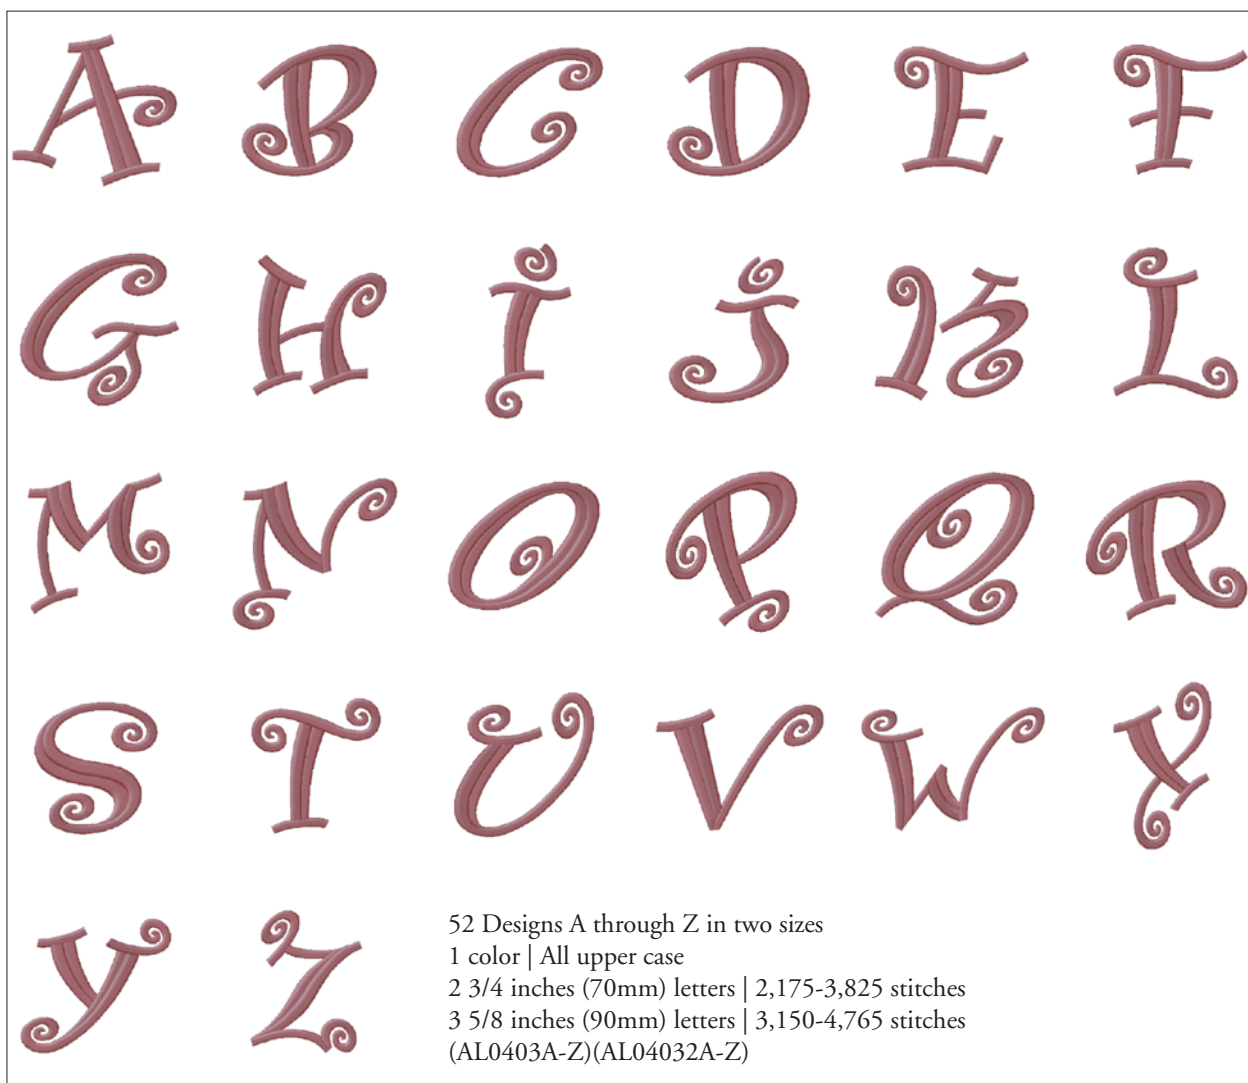 A B C D E F
G H I J K L
M N O P Q R
S T U V W X
Y Z
52 Designs A through Z in two sizes
1 color | All upper case
2 3/4 inches (70mm) letters | 2,175-3,825 stitches
3 5/8 inches (90mm) letters | 3,150-4,765 stitches
(AL0403A-Z)(AL04032A-Z)